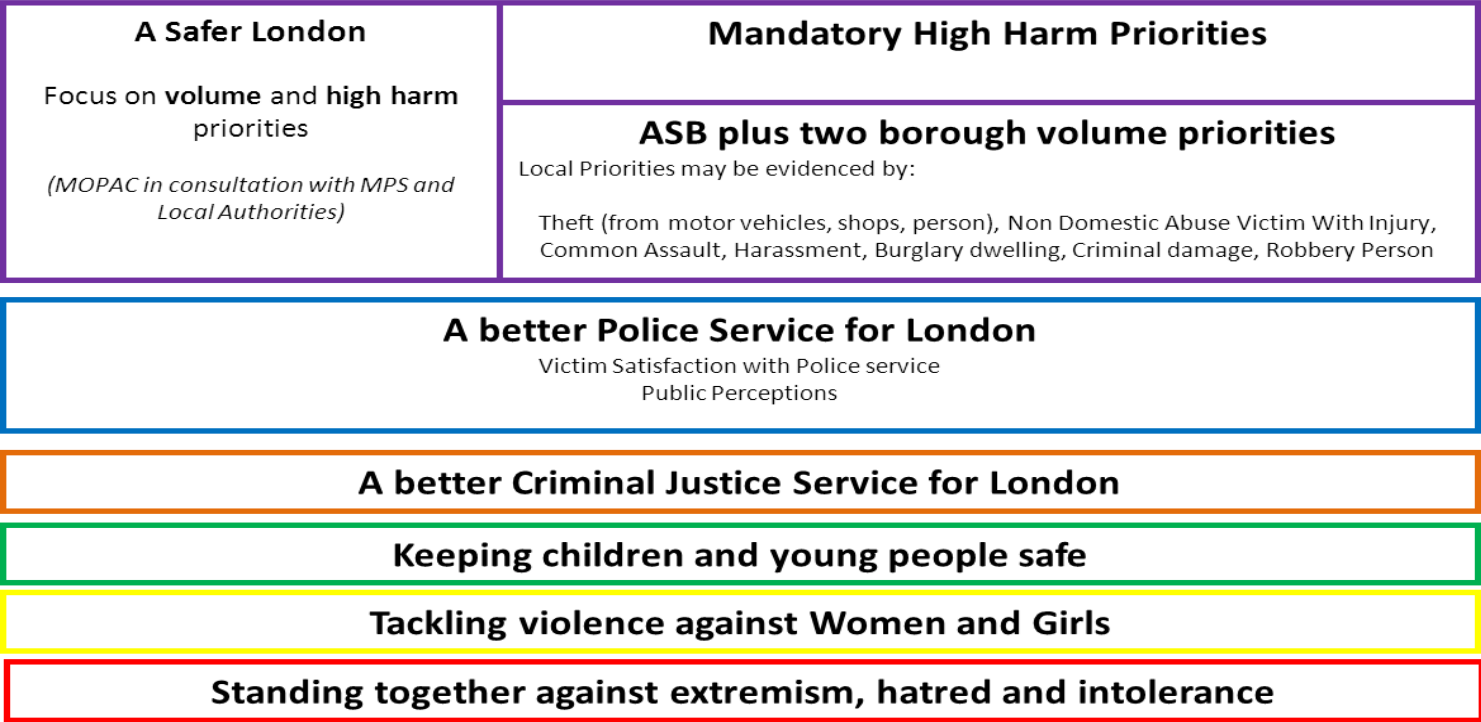 A Safer London
Focus on volume and high harm
priorities
(MOPAC in consultation with MPS and
Local Authorities)
Mandatory High Harm Priorities
ASB plus two borough volume priorities
Local Priorities may be evidenced by:
Theft (from motor vehicles, shops, person), Non Domestic Abuse Victim With Injury,
Common Assault, Harassment, Burglary dwelling, Criminal damage, Robbery Person
A better Police Service for London
Victim Satisfaction with Police service
Public Perceptions
A better Criminal Justice Service for London
Keeping children and young people safe
Tackling violence against Women and Girls
Standing together against extremism, hatred and intolerance